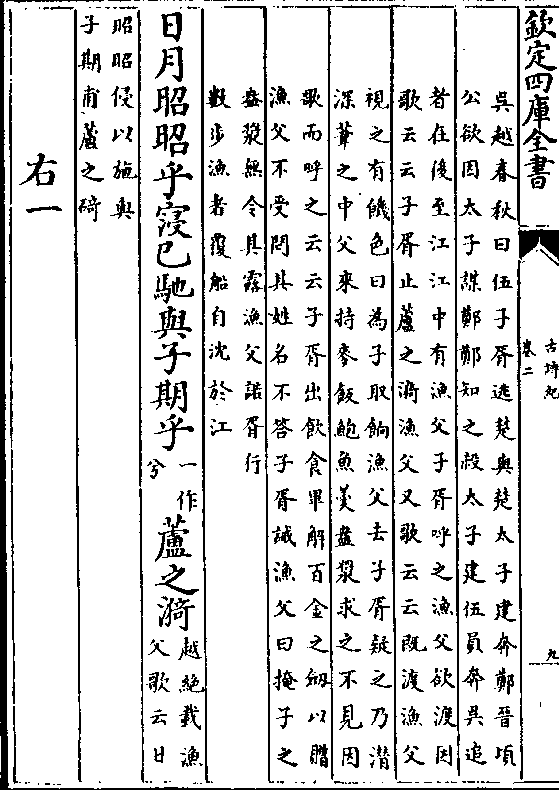 欽定四庫全書
古詩紀
卷二
九
吳越春秋曰伍子胥逃楚與楚太子建奔鄭晉頃
公欲因太子謀鄭鄭知之殺太子建伍員奔吳追
者在後至江江中有漁父子胥呼之漁父欲渡因
歌云云子胥止蘆之漪漁父又歌云云既渡漁父
視之有饑色曰為子取餉漁父去子胥疑之乃潛
深葦之中父來持麥飯鮑魚羹盎漿求之不見因
歌而呼之云云子胥出飲食畢解百金之劒以贈
漁父不受問其姓名不答子胥誡漁父曰掩子之
盎漿無令其露漁父諾胥行
數步漁者覆船自沈於江
日月昭昭乎寖已馳與子期乎
一作
兮
蘆之漪
越絶載漁
父歌云日
昭昭侵以施與
子期甫蘆之碕
右一